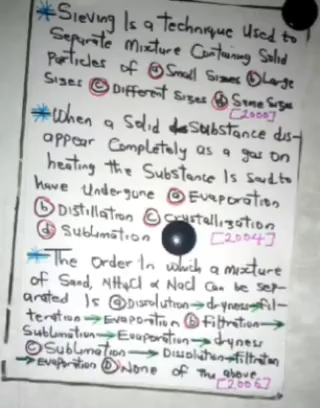 *Sieving Is a Technique Used to
Separate Mixture Containing Solid
Particles of ⓐ Small Sizes ⓑ Large
Sizes ⓒ Different Sizes ⓓ Same Sizes
[2000]
*When a Solid Substance dis-
appear Completely as a gas on
heating the Substance Is Said to
have Undergone ⓐ Evaporation
ⓑ Distillation ⓒ Crystallization
ⓓ Sublimation [2004]
*The Order In Which a mixture
of Sand, NH4Cl & NaCl Can be Sep-
arated Is ⓐ Dissolution→dryness→fil-
teration→Evaporation ⓑ filtration→
Sublimation→Evaporation→dryness
ⓒ Sublimation→Dissolution→filtration
→Evaporation ⓓ None of The above.
[2006]